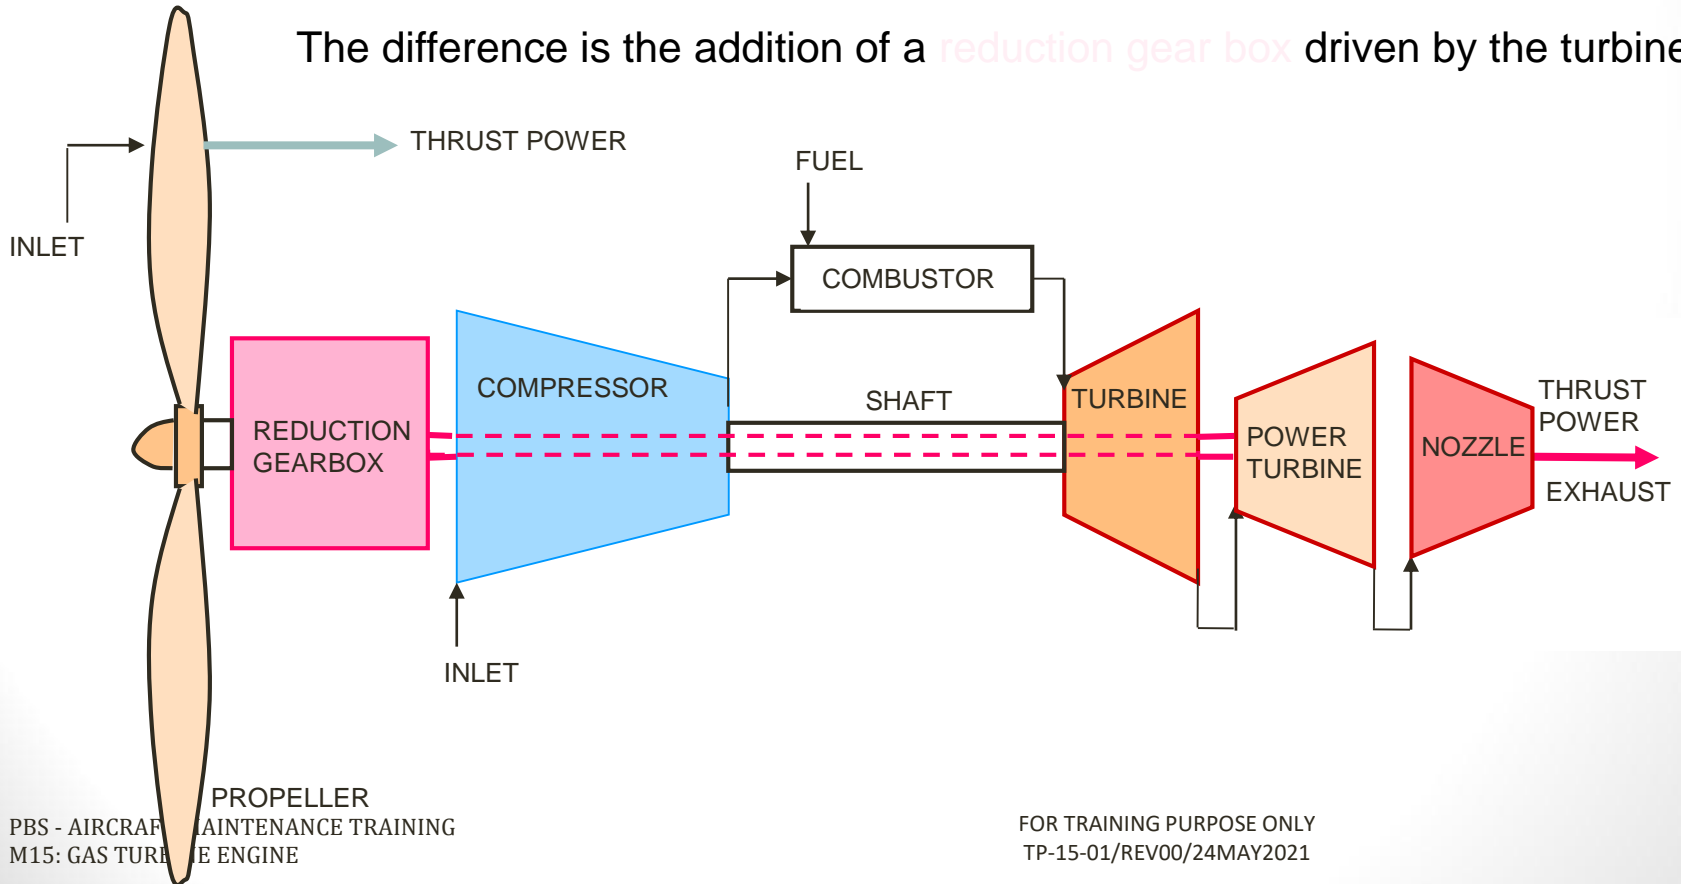 The difference is the addition of a reduction gear box driven by the turbine
THRUST POWER
INLET
FUEL
COMBUSTOR
COMPRESSOR
SHAFT
TURBINE
REDUCTION
GEARBOX
POWER
TURBINE
NOZZLE
THRUST
POWER
EXHAUST
INLET
PROPELLER
PBS - AIRCRAF AINTENANCE TRAINING
M15: GAS TURB NE ENGINE
FOR TRAINING PURPOSE ONLY
TP-15-01/REV00/24MAY2021